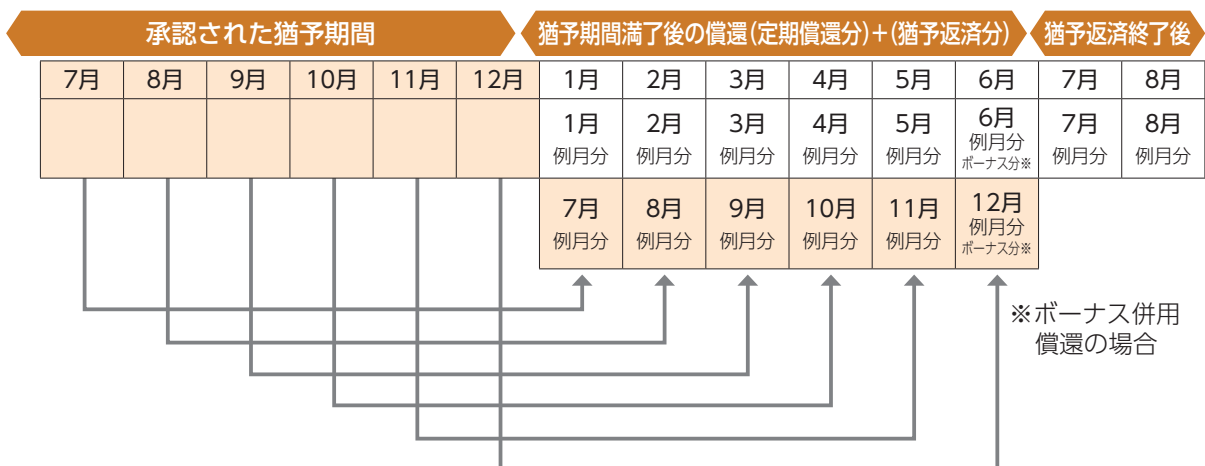 承認された猶予期間 猶予期間満了後の償還(定期償還分)+(猶予返済分) 猶予返済終了後
7月 8月 9月 10月 11月 12月 1月 2月 3月 4月 5月 6月 7月 8月
1月 2月 3月 4月 5月 6月 7月 8月
例月分 例月分 例月分 例月分 例月分 例月分 例月分 例月分
ボーナス分※
7月 8月 9月 10月 11月 12月
例月分 例月分 例月分 例月分 例月分 例月分
ボーナス分※
※ボーナス併用
償還の場合